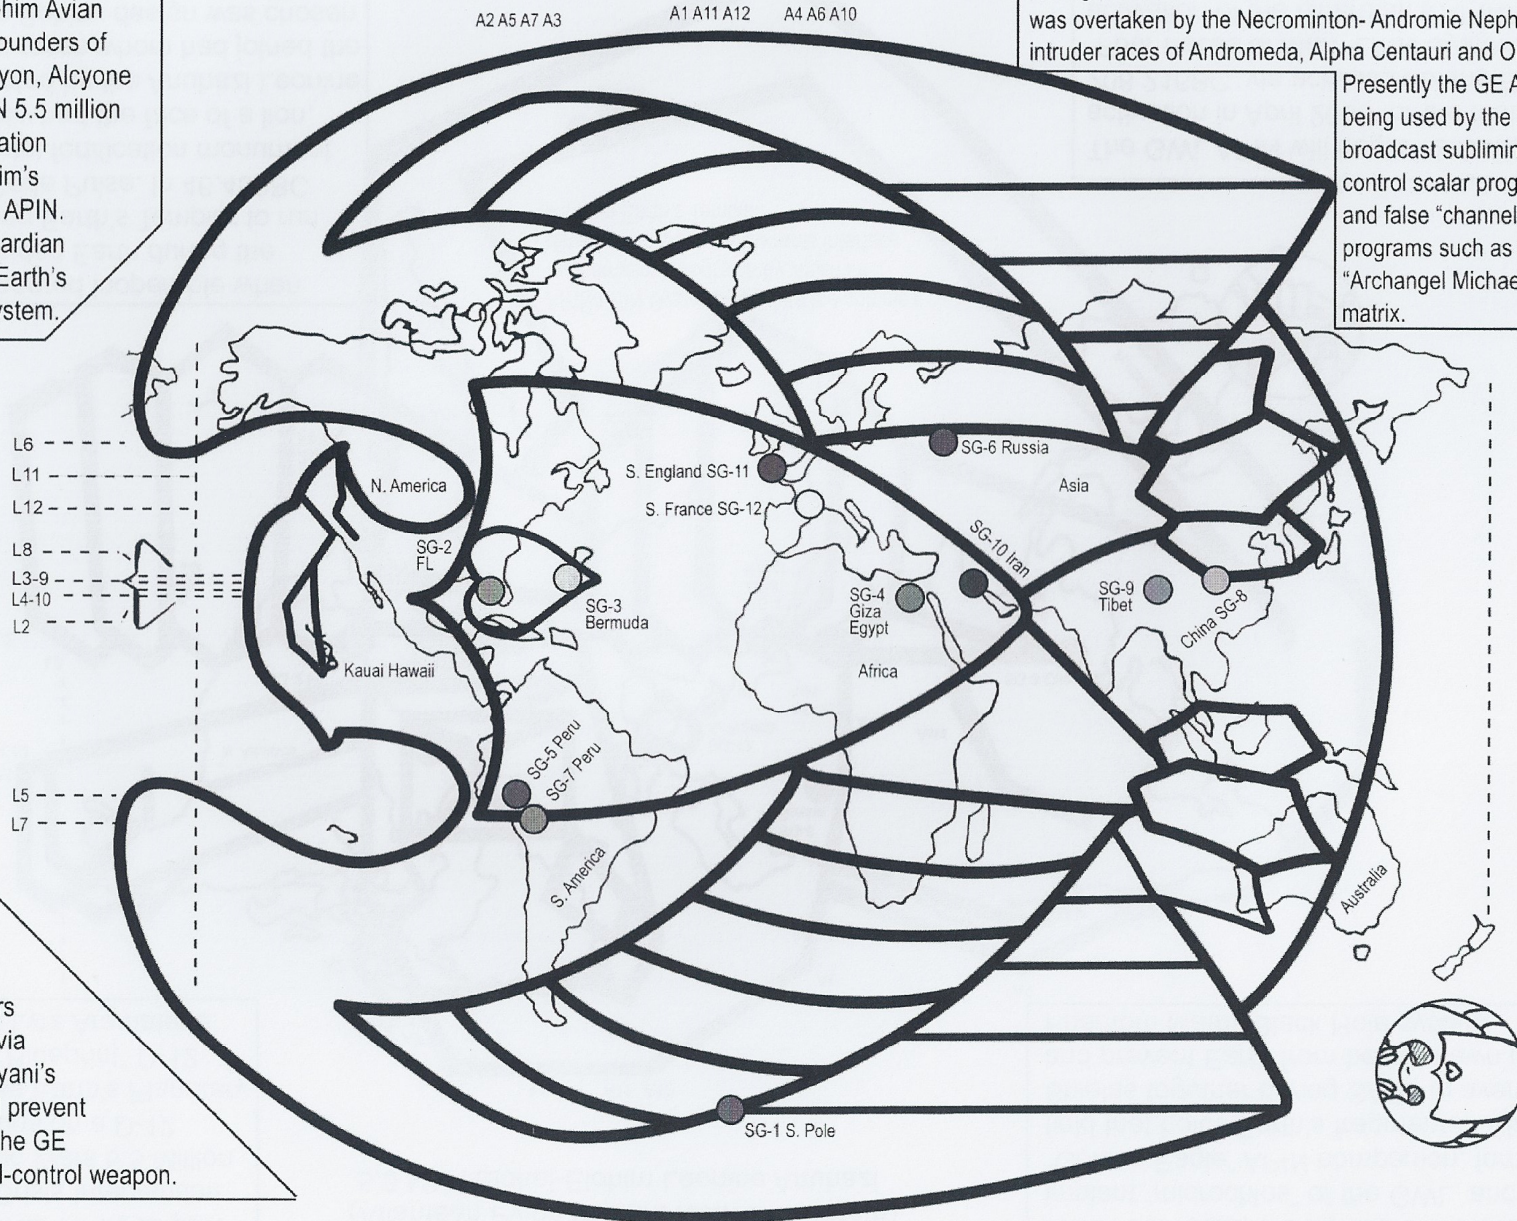 him Avian
ounders of
yon, Alcyone
N 5.5 million
ation
im's
APIN.
ardian
Earth's
ystem.
A2 A5 A7 A3
A1 A11 A12
A4 A6 A10
was overtaken by the Necrominton- Andromie Neph
intruder races of Andromeda, Alpha Centauri and O
Presently the GE A
being used by the
broadcast sublimin
control scalar prog
and false “channel
programs such as
“Archangel Michae
matrix.
L6
L11
L12
L8
L3-9
L4-10
L2
L5
L7
N. America
SG-2
FL
SG-3
Bermuda
Kauai Hawaii
S. England SG-11
S. France SG-12
SG-6 Russia
Asia
SG-10 Iran
SG-4
Giza
Egypt
Africa
SG-9
Tibet
China SG-8
SG-5 Peru
SG-7 Peru
S. America
Australia
SG-1 S. Pole
rs
via
yani's
prevent
he GE
l-control weapon.